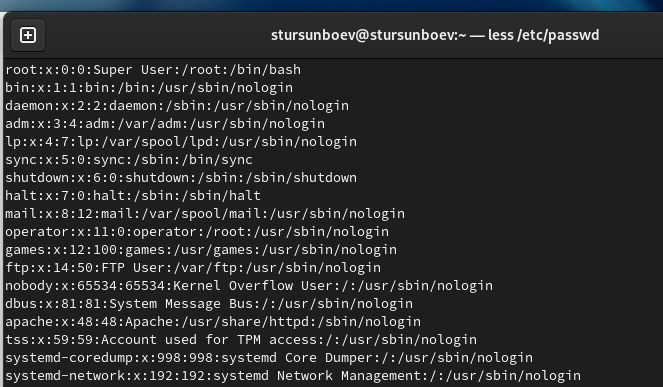 stursunboev@stursunboev:~ — less /etc/passwd
root:x:0:0:Super User:/root:/bin/bash
bin:x:1:1:bin:/bin:/usr/sbin/nologin
daemon:x:2:2:daemon:/sbin:/usr/sbin/nologin
adm:x:3:4:adm:/var/adm:/usr/sbin/nologin
lp:x:4:7:lp:/var/spool/lpd:/usr/sbin/nologin
sync:x:5:0:sync:/sbin:/bin/sync
shutdown:x:6:0:shutdown:/sbin:/sbin/shutdown
halt:x:7:0:halt:/sbin:/sbin/halt
mail:x:8:12:mail:/var/spool/mail:/usr/sbin/nologin
operator:x:11:0:operator:/root:/usr/sbin/nologin
games:x:12:100:games:/usr/games:/usr/sbin/nologin
ftp:x:14:50:FTP User:/var/ftp:/usr/sbin/nologin
nobody:x:65534:65534:Kernel Overflow User:/:/usr/sbin/nologin
dbus:x:81:81:System Message Bus:/:/usr/sbin/nologin
apache:x:48:48:Apache:/usr/share/httpd:/sbin/nologin
tss:x:59:59:Account used for TPM access:/:/usr/sbin/nologin
systemd-coredump:x:998:998:systemd Core Dumper:/:/usr/sbin/nologin
systemd-network:x:192:192:systemd Network Management:/:/usr/sbin/nologin